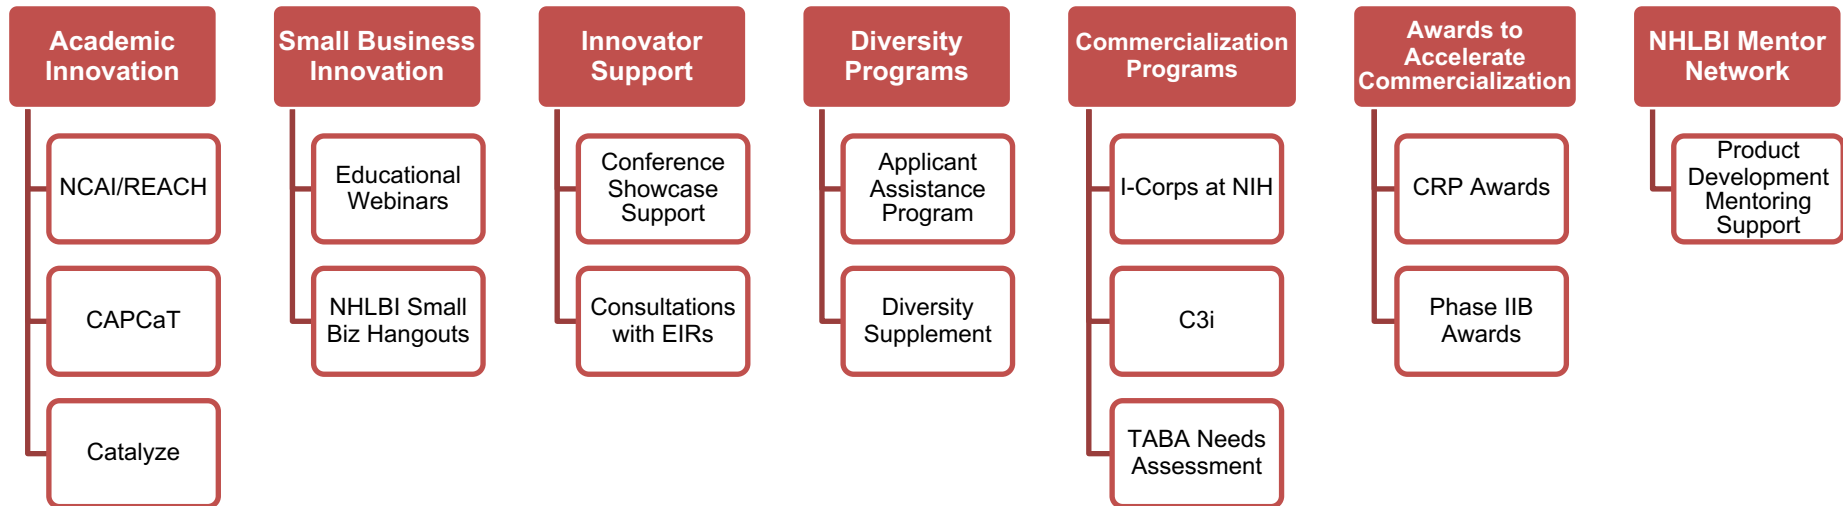 Academic
Innovation
NCAI/REACH
CAPCaT
Catalyze
Small Business
Innovation
Educational
Webinars
NHLBI Small
Biz Hangouts
Innovator
Support
Conference
Showcase
Support
Consultations
with EIRs
Diversity
Programs
Applicant
Assistance
Program
Diversity
Supplement
Commercialization
Programs
I-Corps at NIH
C3i
TABA Needs
Assessment
Awards to
Accelerate
Commercialization
CRP Awards
Phase IIB
Awards
NHLBI Mentor
Network
Product
Development
Mentoring
Support